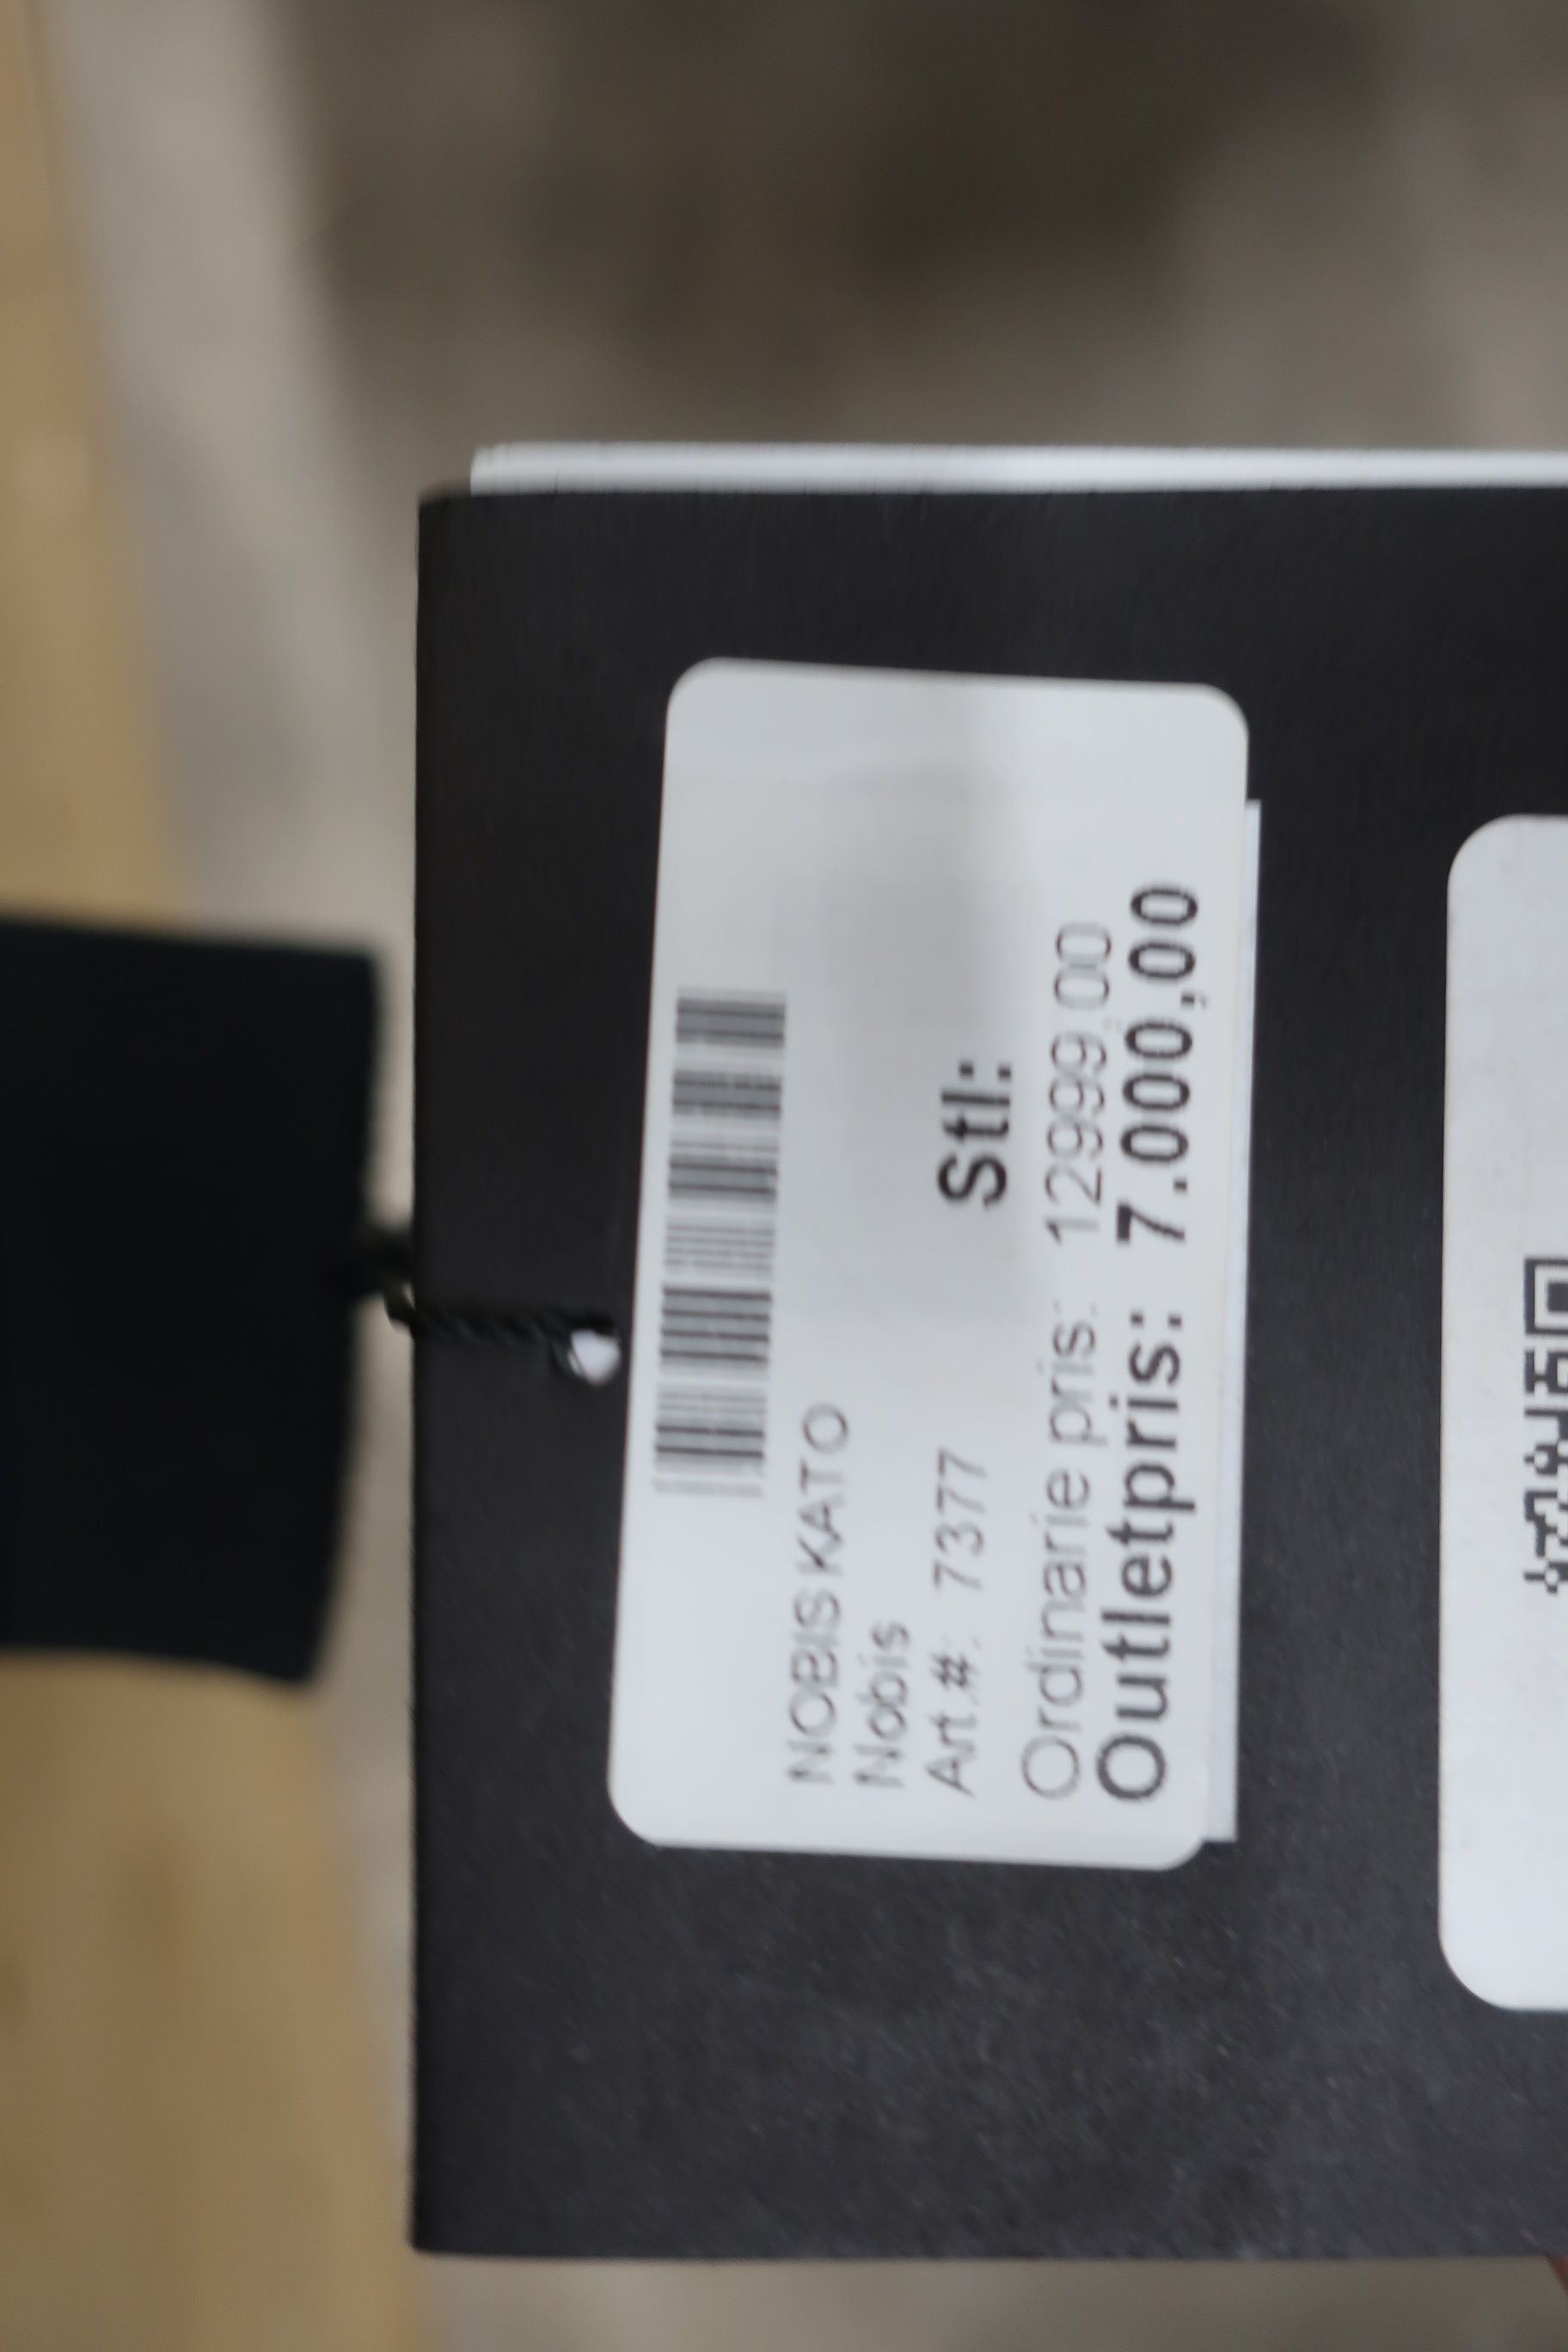 NOBIS KATO
Nobis
Art.#: 7377 Stl:
Ordinarie pris: 12999,00
Outletpris: 7.000,00